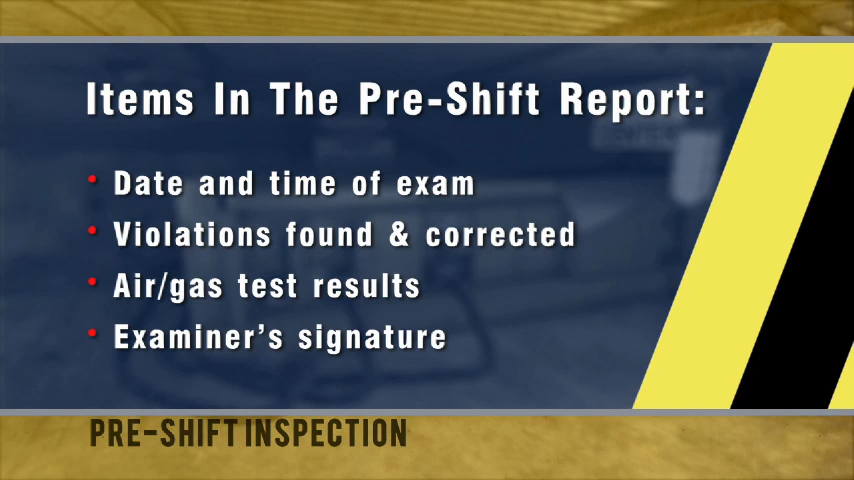 Items In The Pre-Shift Report:
• Date and time of exam
• Violations found & corrected
• Air/gas test results
• Examiner’s signature
PRE-SHIFT INSPECTION